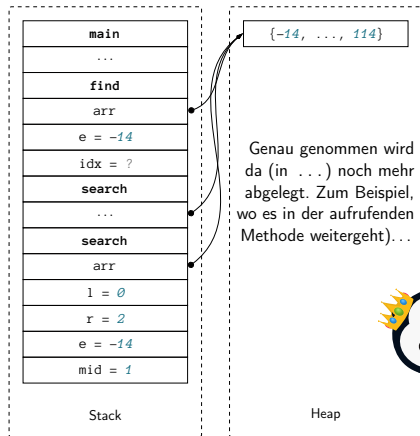 main
...
find
arr
e = -14
idx = ?
search
...
search
arr
l = 0
r = 2
e = -14
mid = 1
Stack
{-14, ..., 114}
Genau genommen wird
da (in ...) noch mehr
abgelegt. Zum Beispiel,
wo es in der aufrufenden
Methode weitergeht)...
Heap